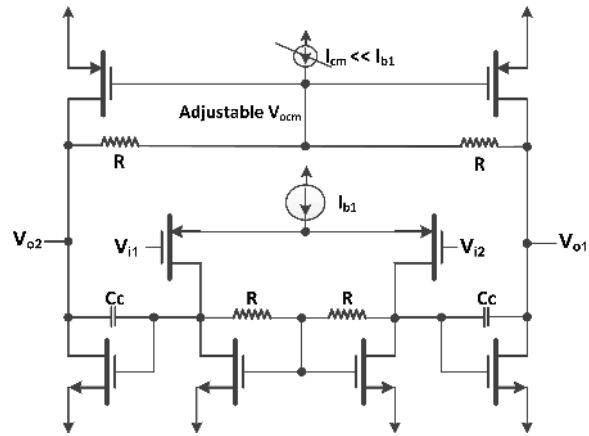 I_cm << I_b1
Adjustable V_ocm
R
R
I_b1
V_o2
V_i1
V_i2
V_o1
Cc
R
R
Cc